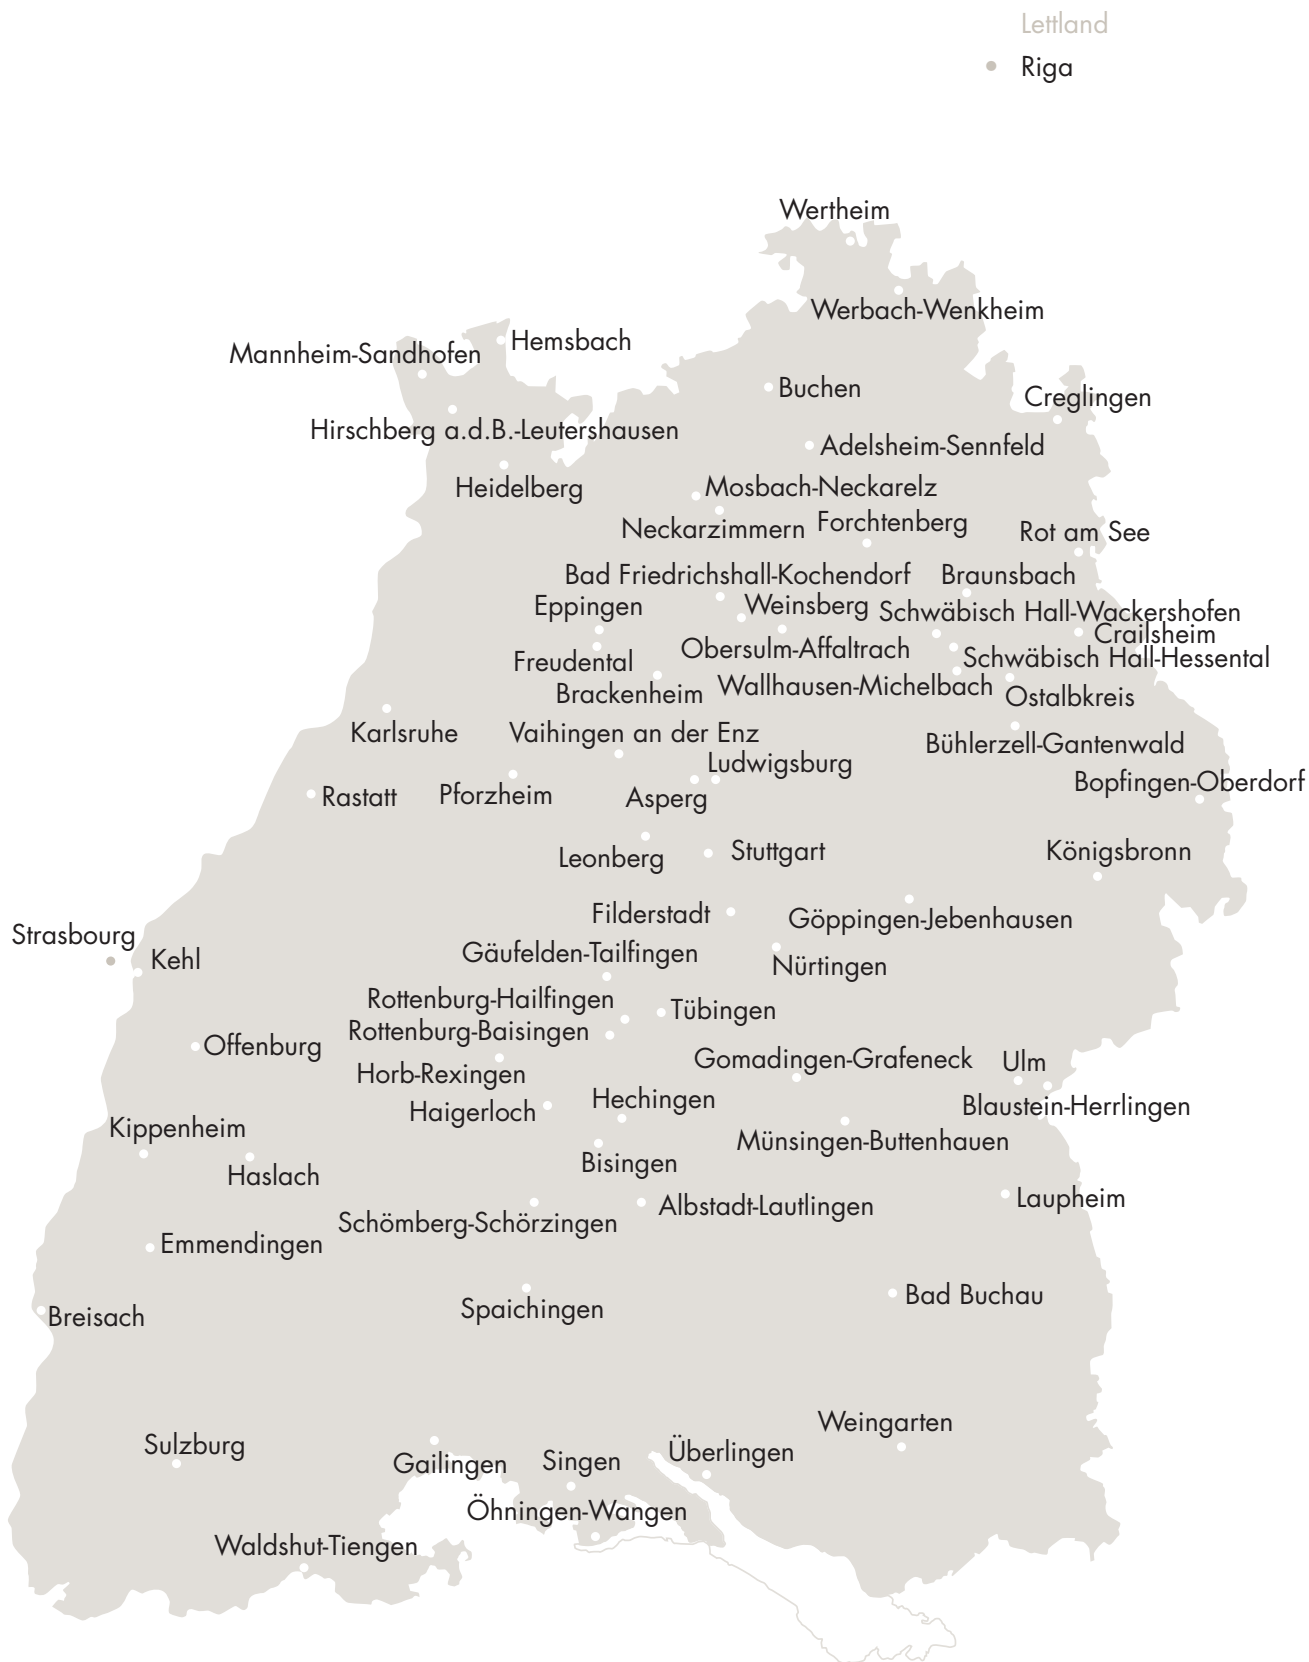 Lettland
Riga
Wertheim
Werbach-Wenkheim
Hemsbach
Mannheim-Sandhofen
Buchen
Creglingen
Hirschberg a.d.B.-Leutershausen
Adelsheim-Sennfeld
Heidelberg
Mosbach-Neckarelz
Neckarzimmern
Forchtenberg
Rot am See
Bad Friedrichshall-Kochendorf
Braunsbach
Eppingen
Weinsberg
Schwäbisch Hall-Wackershofen
Crailsheim
Obersulm-Affaltrach
Freudental
Schwäbisch Hall-Hessental
Brackenheim
Wallhausen-Michelbach
Ostalbkreis
Karlsruhe
Vaihingen an der Enz
Bühlerzell-Gantenwald
Ludwigsburg
Bopfingen-Oberdorf
Rastatt
Pforzheim
Asperg
Leonberg
Stuttgart
Königsbronn
Filderstadt
Göppingen-Jebenhausen
Strasbourg
Kehl
Gäufelden-Tailfingen
Nürtingen
Rottenburg-Hailfingen
Tübingen
Rottenburg-Baisingen
Offenburg
Gomadingen-Grafeneck
Ulm
Horb-Rexingen
Hechingen
Haigerloch
Blaustein-Herrlingen
Kippenheim
Münsingen-Buttenhauen
Bisingen
Haslach
Laupheim
Albstadt-Lautlingen
Schömberg-Schörzingen
Emmendingen
Bad Buchau
Spaichingen
Breisach
Weingarten
Sulzburg
Überlingen
Gailingen
Singen
Öhningen-Wangen
Waldshut-Tiengen